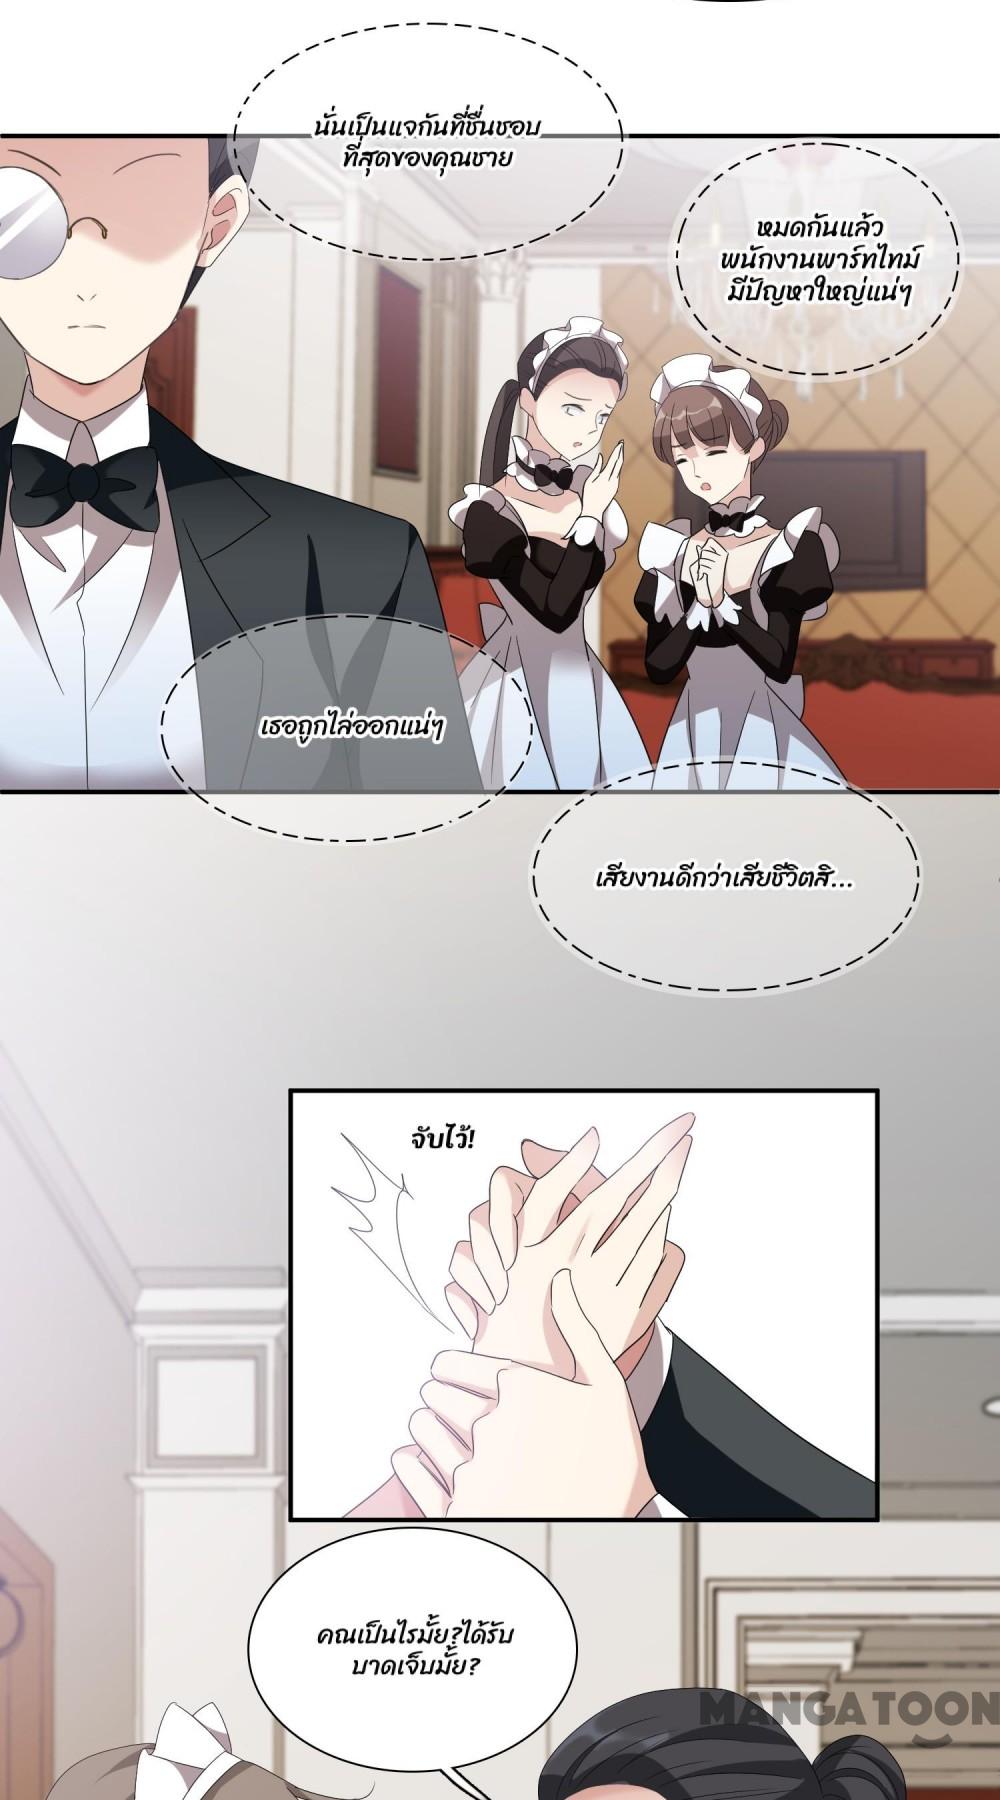 นั่นเป็นแจกันที่ชื่นชอบ
ที่สุดของคุณชาย
หมดกันแล้ว
พนักงานพาร์ทไทม์
มีปัญหาใหญ่แน่ๆ
เธอถูกไล่ออกแน่ๆ
เสียงานดีกว่าเสียชีวิตสิ...
จับไว้!
คณเป็นไรมั้ย?ได้รับ
บาดเจ็บมั้ย?
MANGATOON